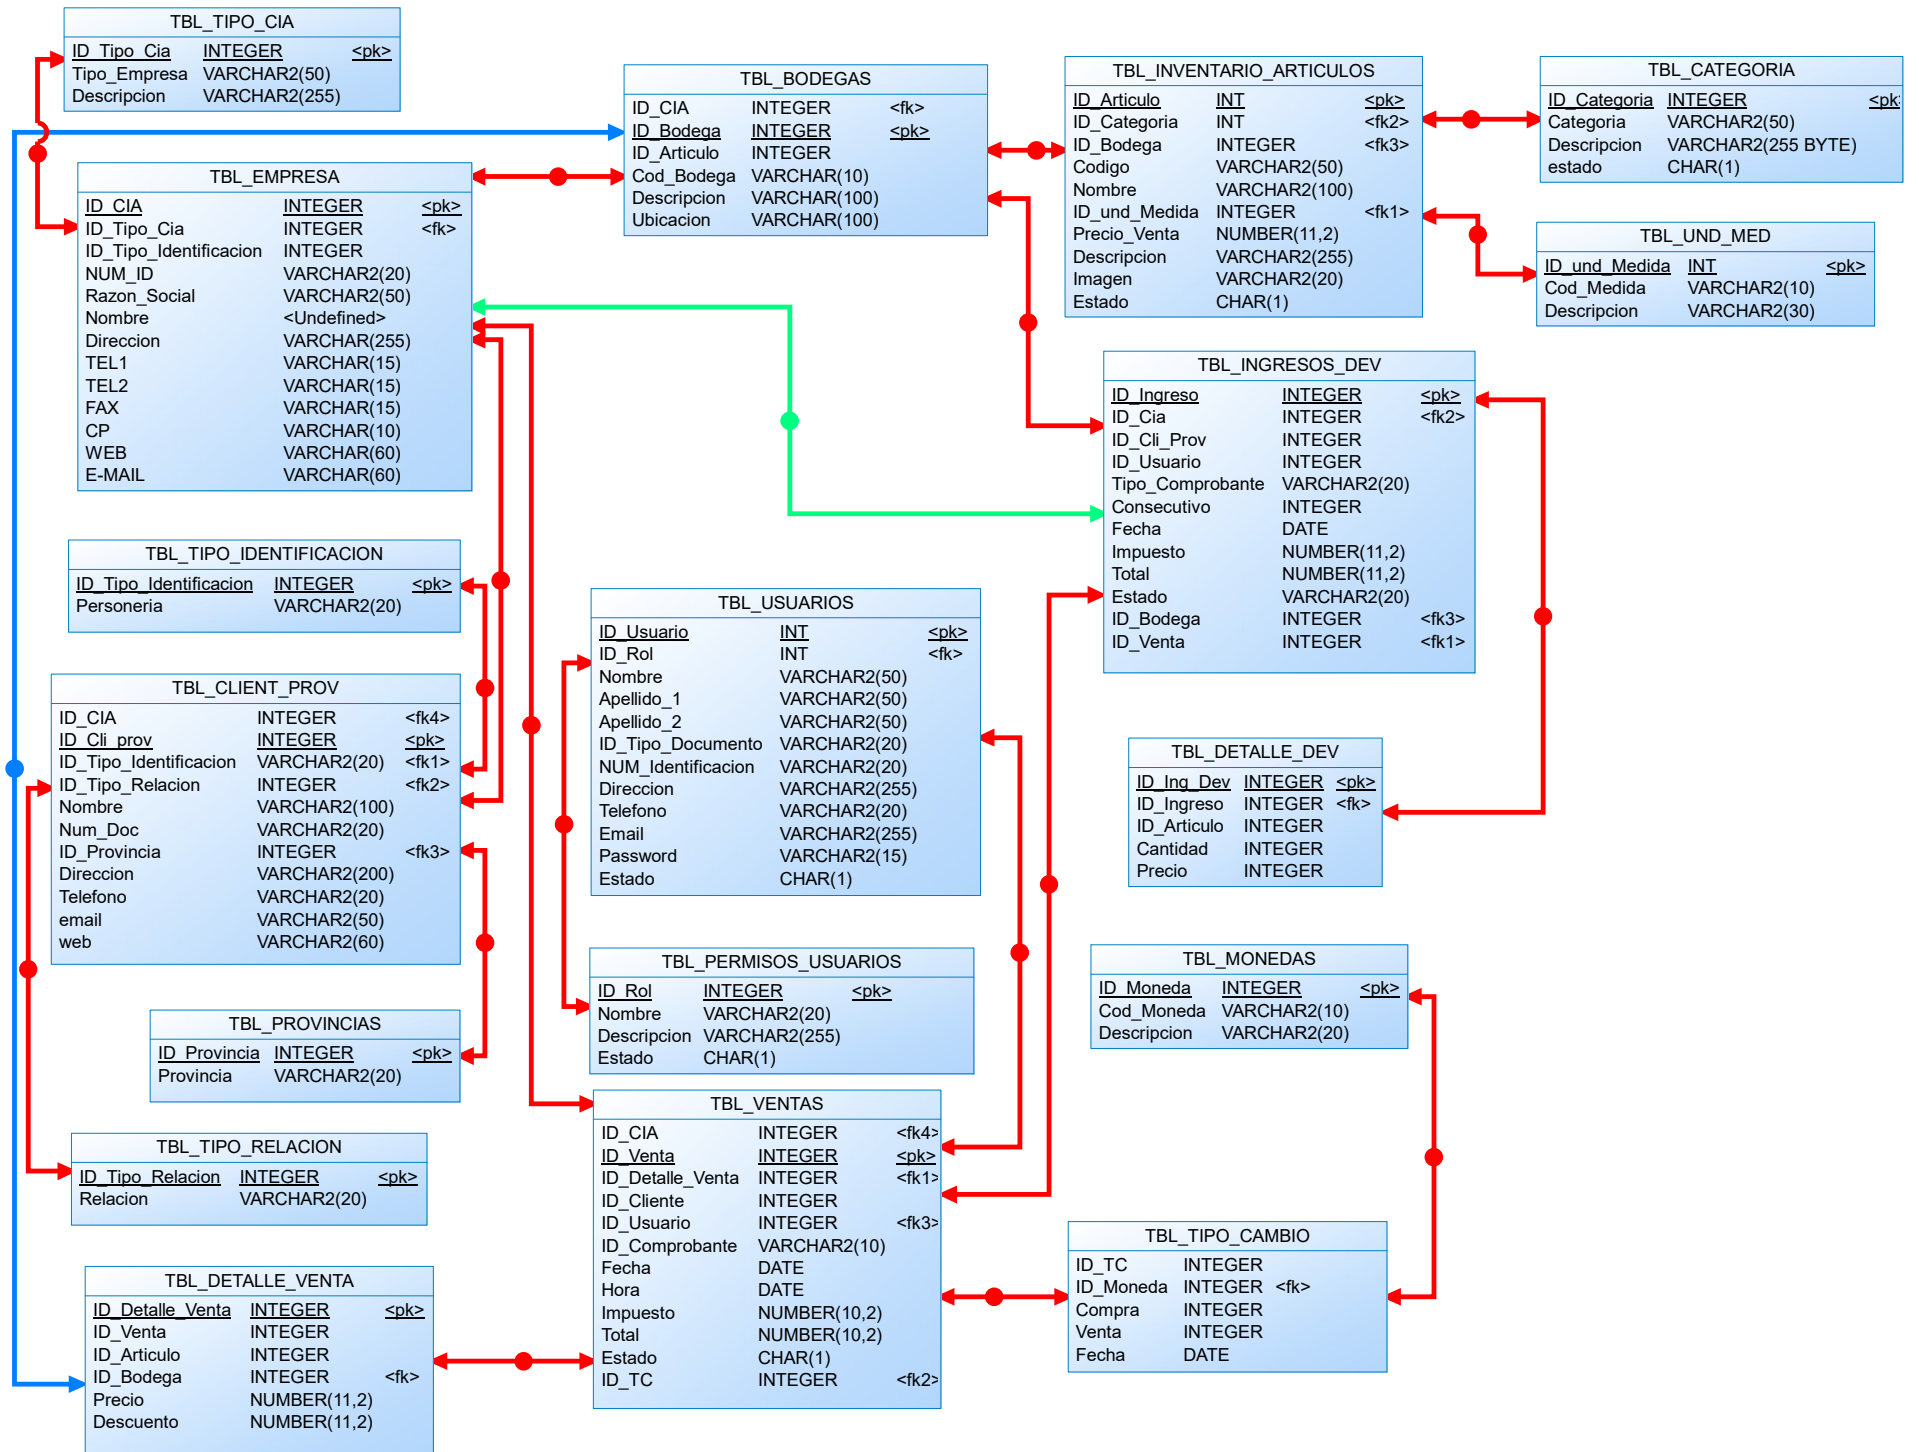 TBL_TIPO_CIA
ID_Tipo_Cia INTEGER <pk>
Tipo_Empresa VARCHAR2(50)
Descripcion VARCHAR2(255)
TBL_BODEGAS
ID_CIA INTEGER <fk>
ID_Bodega INTEGER <pk>
ID_Articulo INTEGER
Cod_Bodega VARCHAR(10)
Descripcion VARCHAR(100)
Ubicacion VARCHAR(100)
TBL_INVENTARIO_ARTICULOS
ID_Articulo INT <pk>
ID_Categoria INT <fk2>
ID_Bodega INTEGER <fk3>
Codigo VARCHAR2(50)
Nombre VARCHAR2(100)
ID_und_Medida INTEGER <fk1>
Precio_Venta NUMBER(11,2)
Descripcion VARCHAR2(255)
Imagen VARCHAR2(20)
Estado CHAR(1)
TBL_CATEGORIA
ID_Categoria INTEGER <pk
Categoria VARCHAR2(50)
Descripcion VARCHAR2(255 BYTE)
estado CHAR(1)
TBL_UND_MED
ID_und_Medida INT <pk>
Cod_Medida VARCHAR2(10)
Descripcion VARCHAR2(30)
TBL_EMPRESA
ID_CIA INTEGER <pk>
ID_Tipo_Cia INTEGER <fk>
ID_Tipo_Identificacion INTEGER
NUM_ID VARCHAR2(20)
Razon_Social VARCHAR2(50)
Nombre <Undefined>
Direccion VARCHAR(255)
TEL1 VARCHAR(15)
TEL2 VARCHAR(15)
FAX VARCHAR(15)
CP VARCHAR(10)
WEB VARCHAR(60)
E-MAIL VARCHAR(60)
TBL_INGRESOS_DEV
ID_Ingreso INTEGER <pk>
ID_Cia INTEGER <fk2>
ID_Cli_Prov INTEGER
ID_Usuario INTEGER
Tipo_Comprobante VARCHAR2(20)
Consecutivo INTEGER
Fecha DATE
Impuesto NUMBER(11,2)
Total NUMBER(11,2)
Estado VARCHAR2(20)
ID_Bodega INTEGER <fk3>
ID_Venta INTEGER <fk1>
TBL_TIPO_IDENTIFICACION
ID_Tipo_Identificacion INTEGER <pk>
Personeria VARCHAR2(20)
TBL_USUARIOS
ID_Usuario INT <pk>
ID_Rol INT <fk>
Nombre VARCHAR2(50)
Apellido_1 VARCHAR2(50)
Apellido_2 VARCHAR2(50)
ID_Tipo_Documento VARCHAR2(20)
NUM_Identificacion VARCHAR2(20)
Direccion VARCHAR2(255)
Telefono VARCHAR2(20)
Email VARCHAR2(255)
Password VARCHAR2(15)
Estado CHAR(1)
TBL_CLIENT_PROV
ID_CIA INTEGER <fk4>
ID_Cli_prov INTEGER <pk>
ID_Tipo_Identificacion VARCHAR2(20) <fk1>
ID_Tipo_Relacion INTEGER <fk2>
Nombre VARCHAR2(100)
Num_Doc VARCHAR2(20)
ID_Provincia INTEGER <fk3>
Direccion VARCHAR2(200)
Telefono VARCHAR2(20)
email VARCHAR2(50)
web VARCHAR2(60)
TBL_DETALLE_DEV
ID_Ing_Dev INTEGER <pk>
ID_Ingreso INTEGER <fk>
ID_Articulo INTEGER
Cantidad INTEGER
Precio INTEGER
TBL_PERMISOS_USUARIOS
ID_Rol INTEGER <pk>
Nombre VARCHAR2(20)
Descripcion VARCHAR2(255)
Estado CHAR(1)
TBL_MONEDAS
ID_Moneda INTEGER <pk>
Cod_Moneda VARCHAR2(10)
Descripcion VARCHAR2(20)
TBL_PROVINCIAS
ID_Provincia INTEGER <pk>
Provincia VARCHAR2(20)
TBL_VENTAS
ID_CIA INTEGER <fk4>
ID_Venta INTEGER <pk>
ID_Detalle_Venta INTEGER <fk1>
ID_Cliente INTEGER
ID_Usuario INTEGER <fk3>
ID_Comprobante VARCHAR2(10)
Fecha DATE
Hora DATE
Impuesto NUMBER(10,2)
Total NUMBER(10,2)
Estado CHAR(1)
ID_TC INTEGER <fk2>
TBL_TIPO_RELACION
ID_Tipo_Relacion INTEGER <pk>
Relacion VARCHAR2(20)
TBL_TIPO_CAMBIO
ID_TC INTEGER
ID_Moneda INTEGER <fk>
Compra INTEGER
Venta INTEGER
Fecha DATE
TBL_DETALLE_VENTA
ID_Detalle_Venta INTEGER <pk>
ID_Venta INTEGER
ID_Articulo INTEGER
ID_Bodega INTEGER <fk>
Precio NUMBER(11,2)
Descuento NUMBER(11,2)